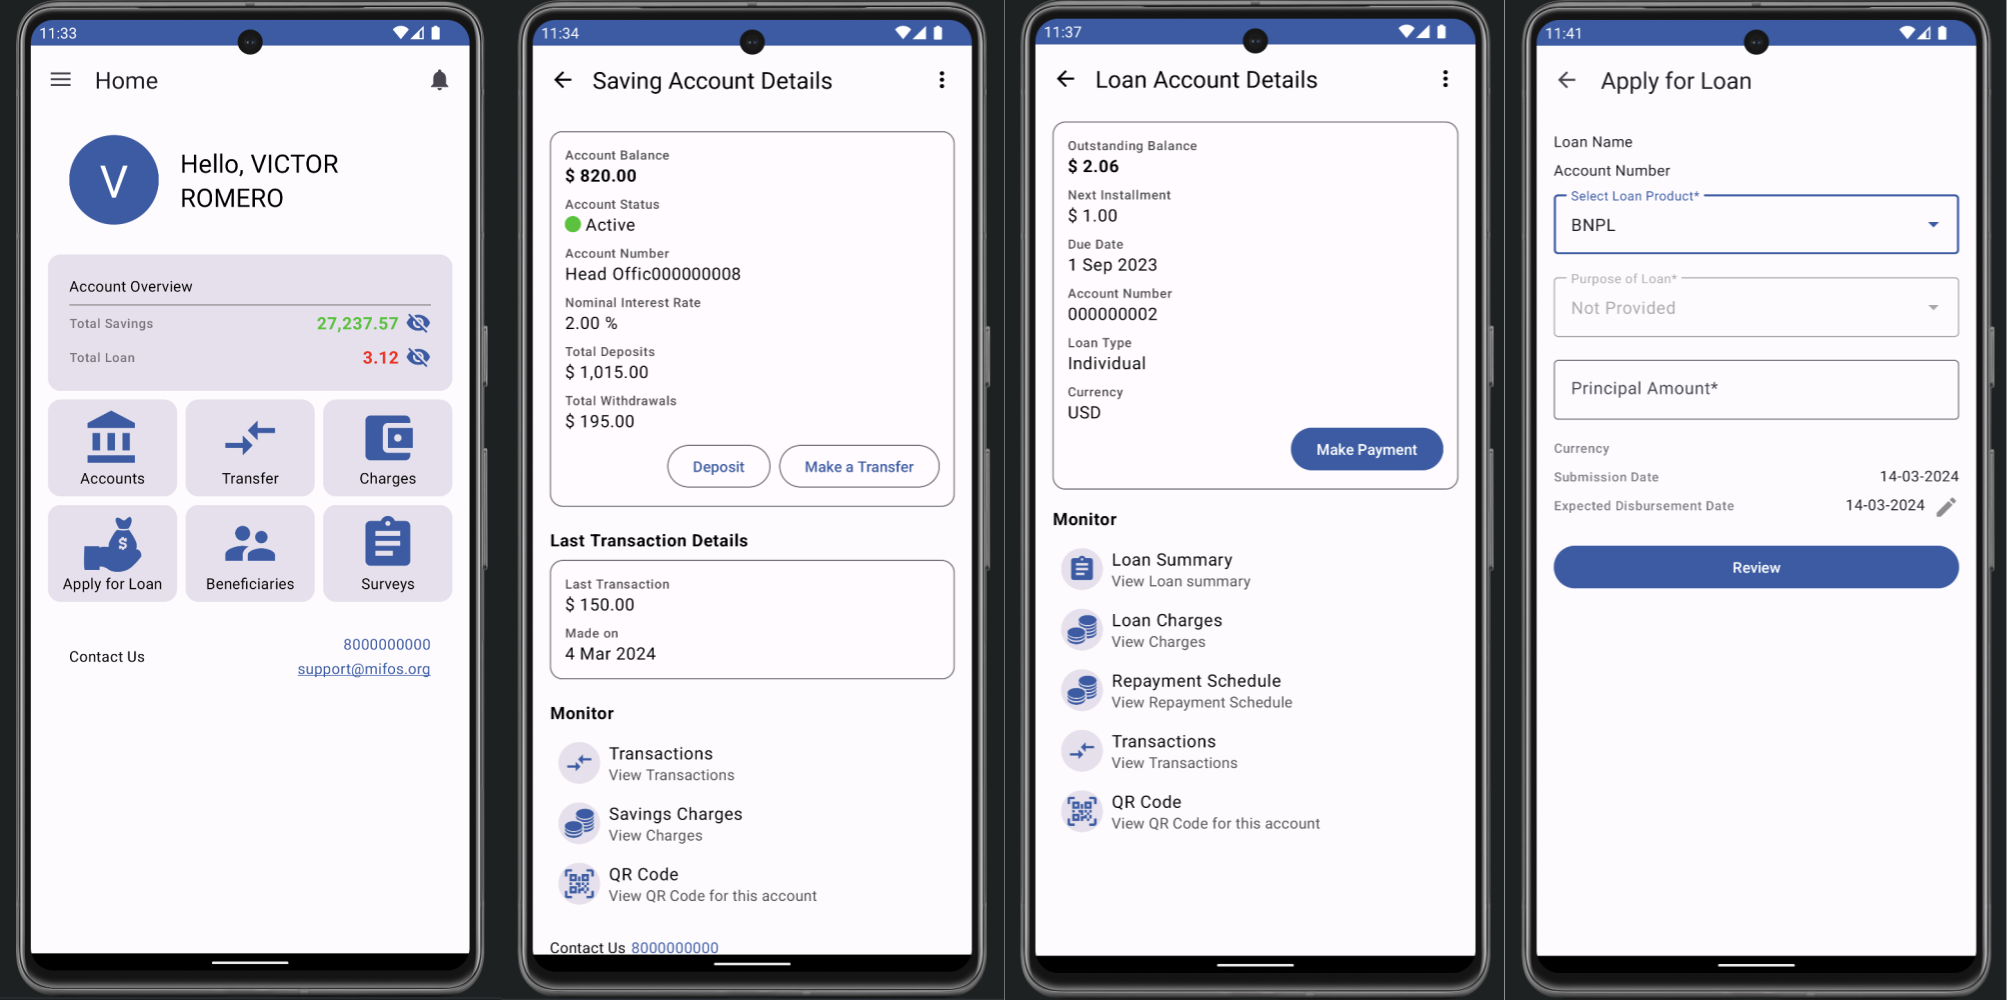 11:33
Home
V
Hello, VICTOR
ROMERO
Account Overview
Total Savings 27,237.57
Total Loan 3.12
Accounts Transfer Charges
$
Apply for Loan Beneficiaries Surveys
Contact Us
8000000000
support@mifos.org
11:34
Saving Account Details
Account Balance
$ 820.00
Account Status
Active
Account Number
Head Offic000000008
Nominal Interest Rate
2.00 %
Total Deposits
$ 1,015.00
Total Withdrawals
$ 195.00
Deposit Make a Transfer
Last Transaction Details
Last Transaction
$ 150.00
Made on
4 Mar 2024
Monitor
Transactions
View Transactions
Savings Charges
View Charges
QR Code
View QR Code for this account
Contact Us 8000000000
11:37
Loan Account Details
Outstanding Balance
$ 2.06
Next Installment
$ 1.00
Due Date
1 Sep 2023
Account Number
000000002
Loan Type
Individual
Currency
USD
Make Payment
Monitor
Loan Summary
View Loan summary
Loan Charges
View Charges
Repayment Schedule
View Repayment Schedule
Transactions
View Transactions
QR Code
View QR Code for this account
11:41
Apply for Loan
Loan Name
Account Number
Select Loan Product*
BNPL
Purpose of Loan*
Not Provided
Principal Amount*
Currency
Submission Date 14-03-2024
Expected Disbursement Date 14-03-2024
Review